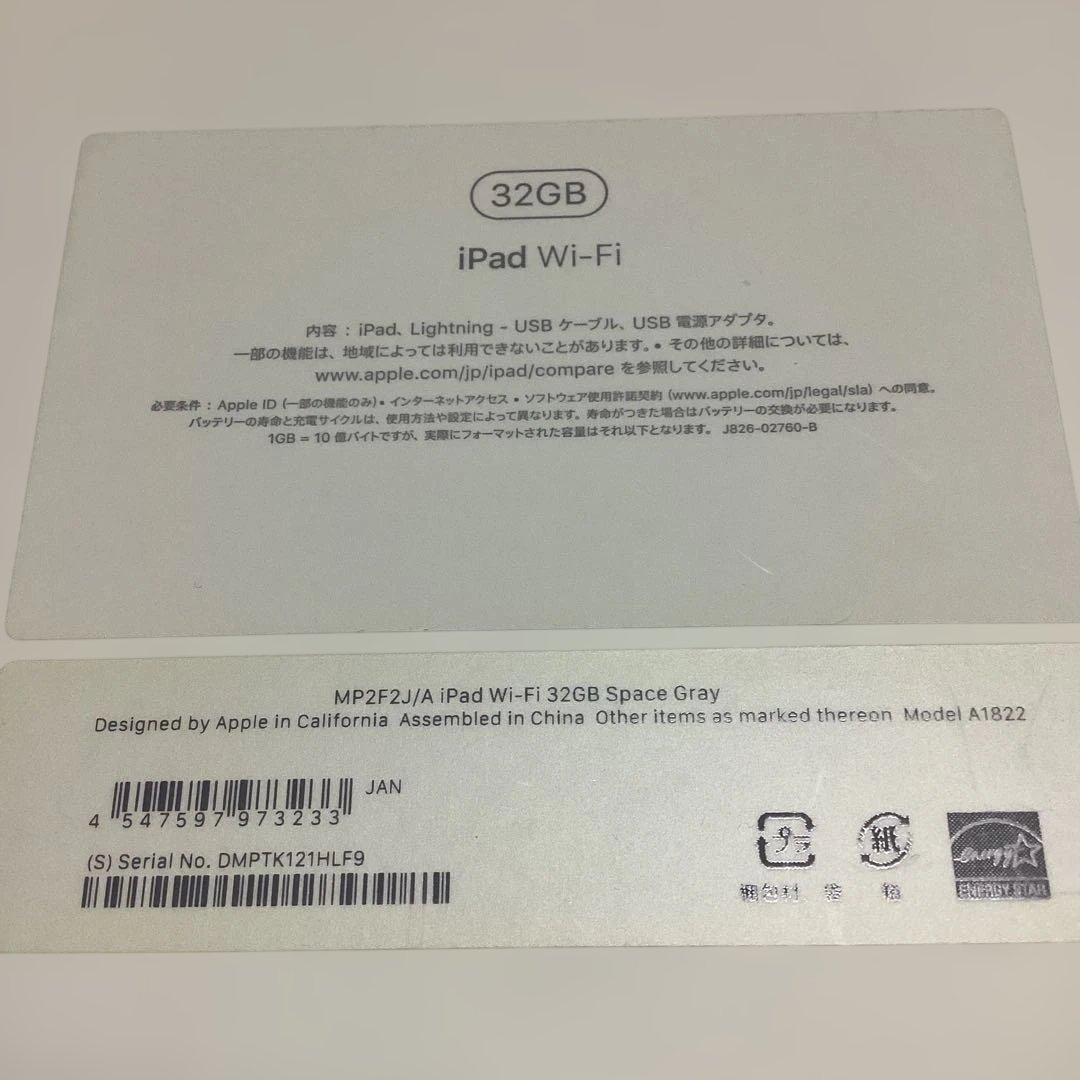 32GB
iPad Wi-Fi
内容：iPad、Lightning - USB ケーブル、USB 電源アダプタ。
一部の機能は、地域によっては利用できないことがあります。• その他の詳細については、
www.apple.com/jp/ipad/compare を参照してください。
必要条件：Apple ID (一部の機能のみ) • インターネットアクセス • ソフトウェア使用許諾契約 (www.apple.com/jp/legal/sla) への同意。
バッテリーの寿命と充電サイクルは、使用方法や設定によって異なります。寿命がつきた場合はバッテリーの交換が必要になります。
1GB = 10 億バイトですが、実際にフォーマットされた容量はそれ以下となります。 J826-02760-B
MP2F2J/A iPad Wi-Fi 32GB Space Gray
Designed by Apple in California Assembled in China Other items as marked thereon Model A1822
JAN
4 547597 973233
(S) Serial No. DMPTK121HLF9
プラ 紙 energy
梱包材 袋 箱 ENERGY STAR